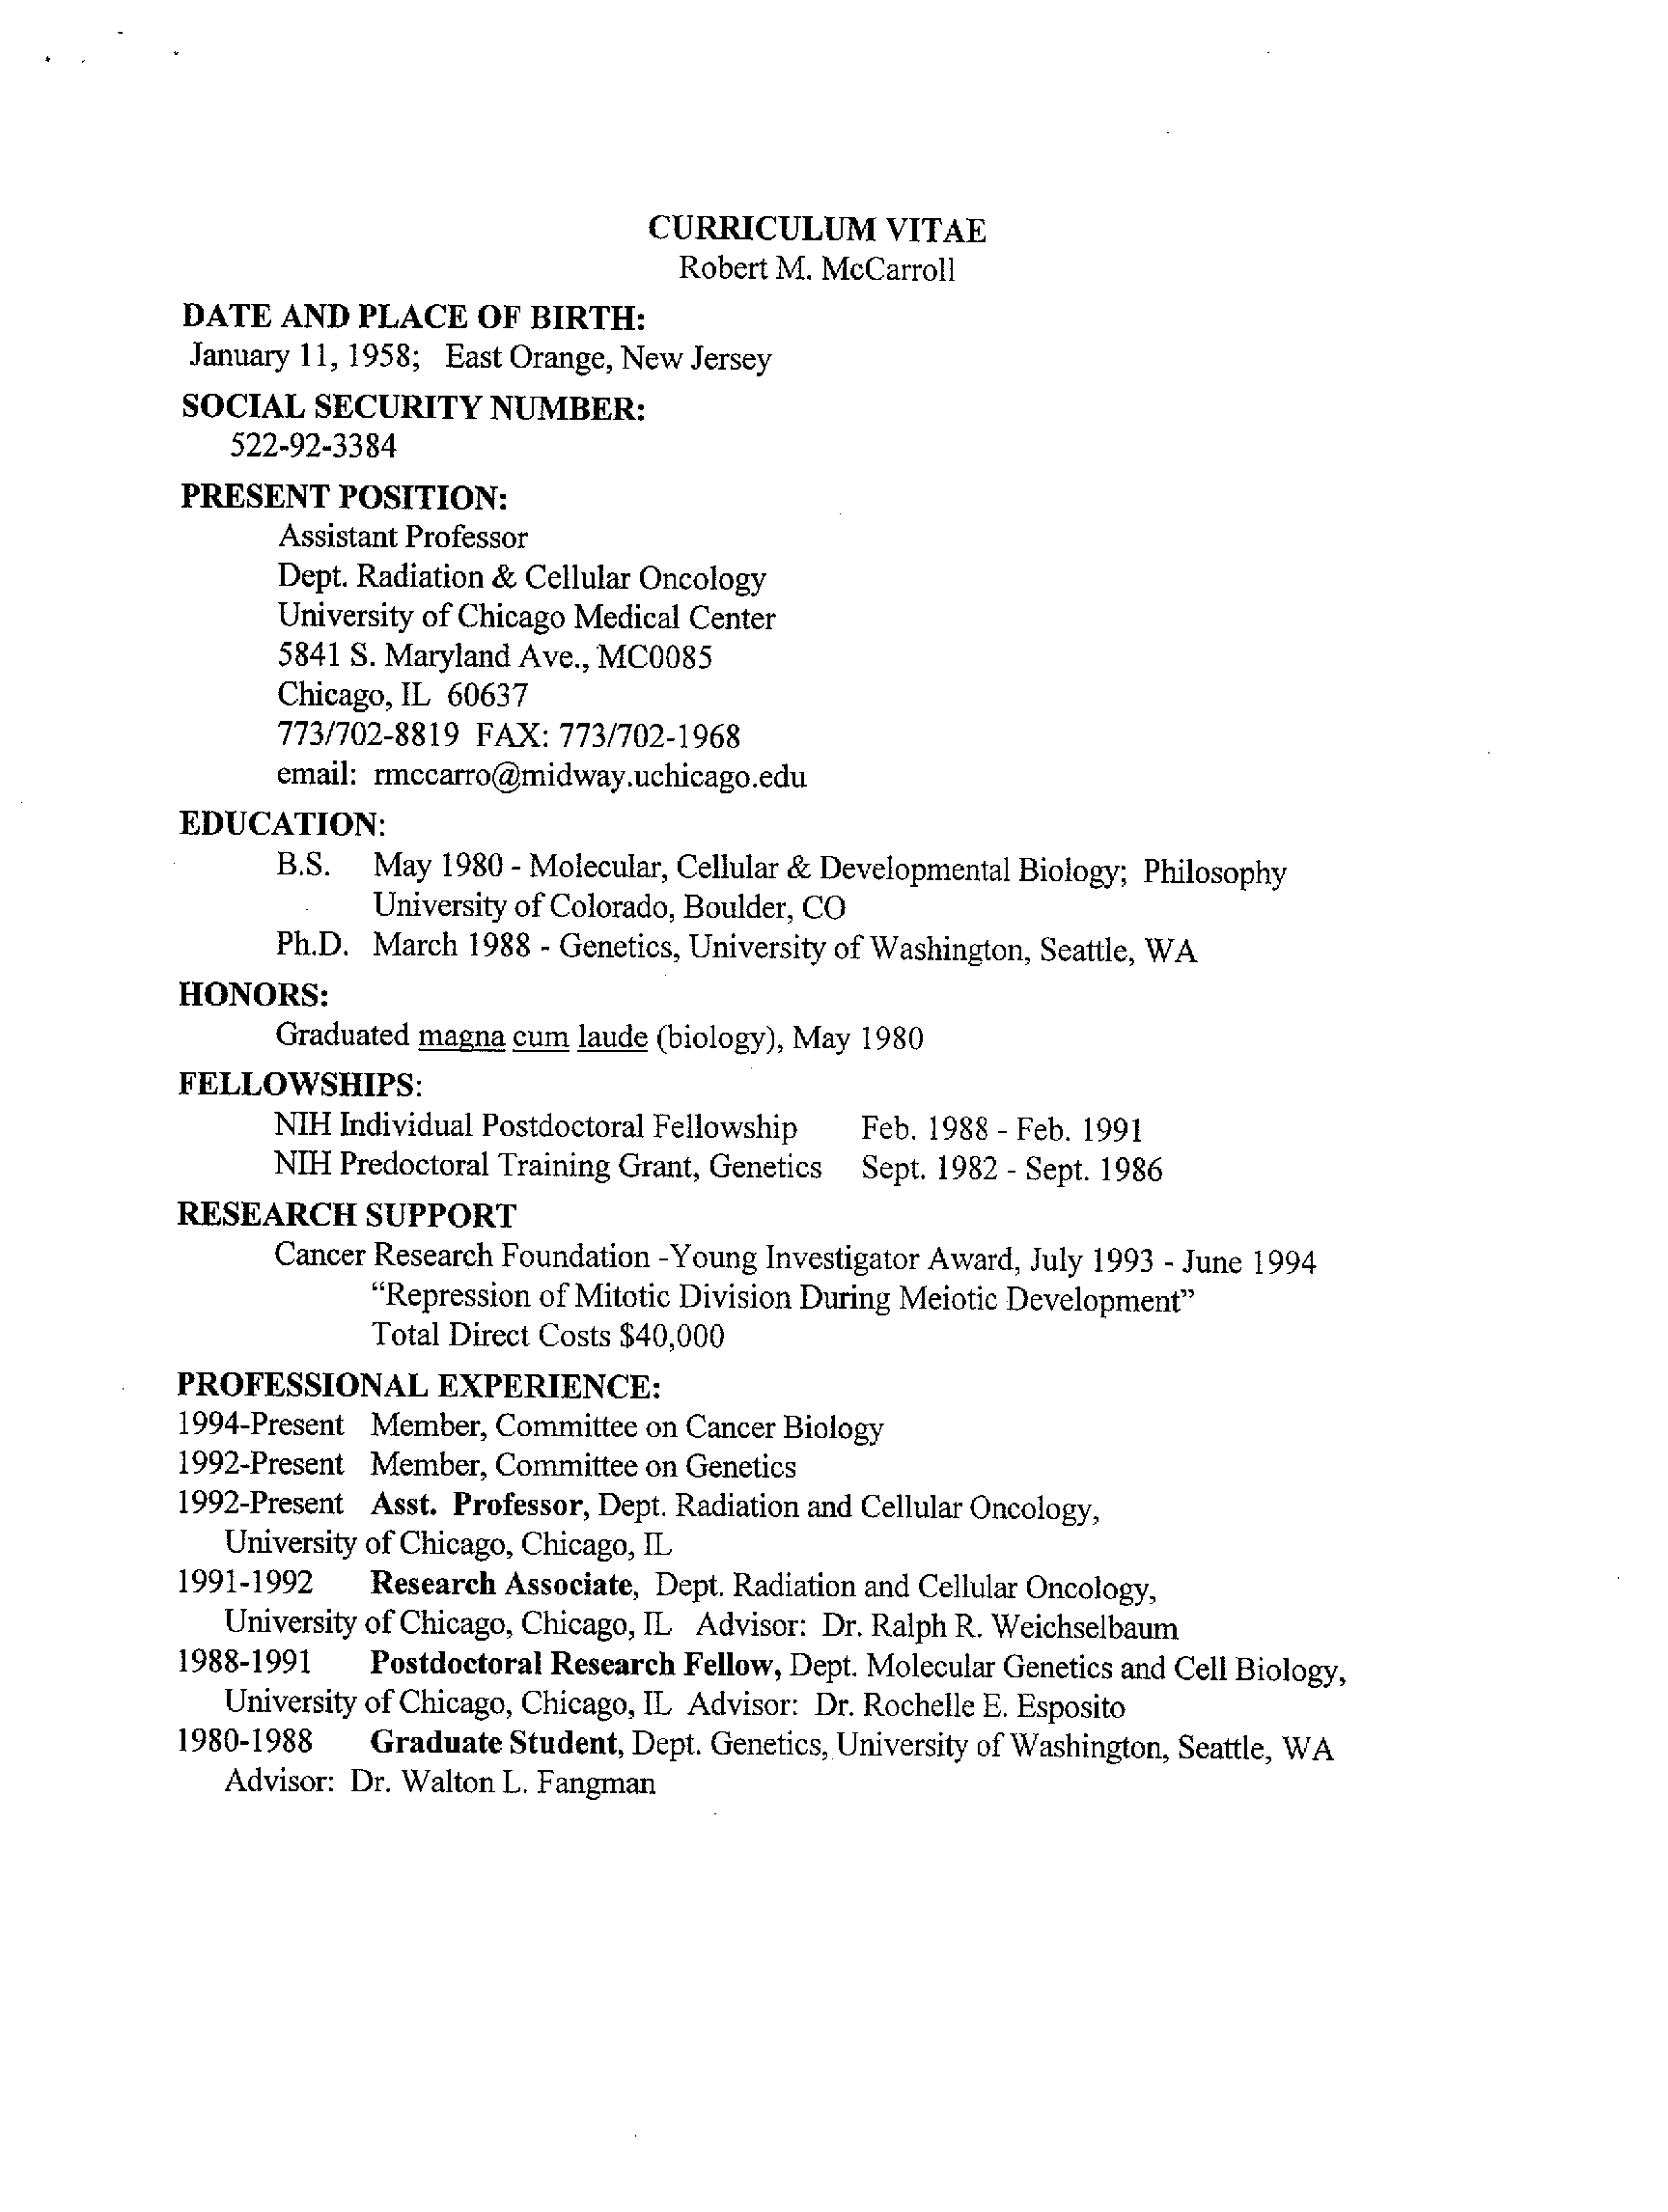 CURRICULUM VITAE
Robert M. McCarroll
DATE AND PLACE OF BIRTH:
January 11, 1958; East Orange, New Jersey
SOCIAL SECURITY NUMBER:
522-92-3384
PRESENT POSITION:
Assistant Professor
Dept. Radiation & Cellular Oncology
University of Chicago Medical Center
5841 S. Maryland Ave., MC0085
Chicago, IL 60637
773/702-8819 FAX: 773/702-1968
email: rmccarro@midway.uchicago.edu
EDUCATION:
B.S. May 1980 - Molecular, Cellular & Developmental Biology; Philosophy
University of Colorado, Boulder, CO
Ph.D. March 1988 - Genetics, University of Washington, Seattle, WA
HONORS:
Graduated magna cum laude (biology), May 1980
FELLOWSHIPS:
NIH Individual Postdoctoral Fellowship Feb. 1988 - Feb. 1991
NIH Predoctoral Training Grant, Genetics Sept. 1982 - Sept. 1986
RESEARCH SUPPORT
Cancer Research Foundation -Young Investigator Award, July 1993 - June 1994
“Repression of Mitotic Division During Meiotic Development”
Total Direct Costs $40,000
PROFESSIONAL EXPERIENCE:
1994-Present Member, Committee on Cancer Biology
1992-Present Member, Committee on Genetics
1992-Present Asst. Professor, Dept. Radiation and Cellular Oncology,
University of Chicago, Chicago, IL
1991-1992 Research Associate, Dept. Radiation and Cellular Oncology,
University of Chicago, Chicago, IL Advisor: Dr. Ralph R. Weichselbaum
1988-1991 Postdoctoral Research Fellow, Dept. Molecular Genetics and Cell Biology,
University of Chicago, Chicago, IL Advisor: Dr. Rochelle E. Esposito
1980-1988 Graduate Student, Dept. Genetics, University of Washington, Seattle, WA
Advisor: Dr. Walton L. Fangman